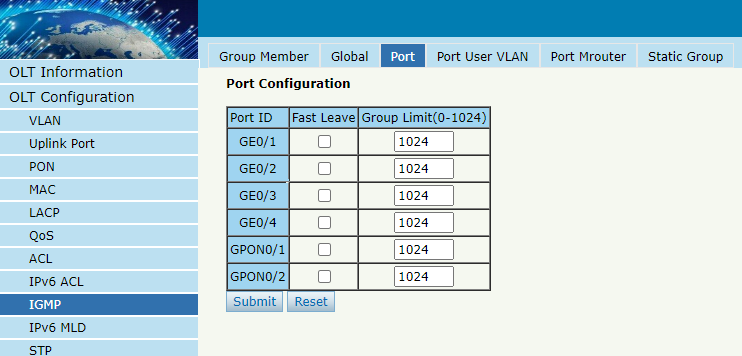 Group Member Global Port Port User VLAN Port Mrouter Static Group
OLT Information
OLT Configuration
VLAN
Uplink Port
PON
MAC
LACP
QoS
ACL
IPv6 ACL
IGMP
IPv6 MLD
STP
Port Configuration
Port ID Fast Leave Group Limit(0-1024)
GE0/1 1024
GE0/2 1024
GE0/3 1024
GE0/4 1024
GPON0/1 1024
GPON0/2 1024
Submit Reset